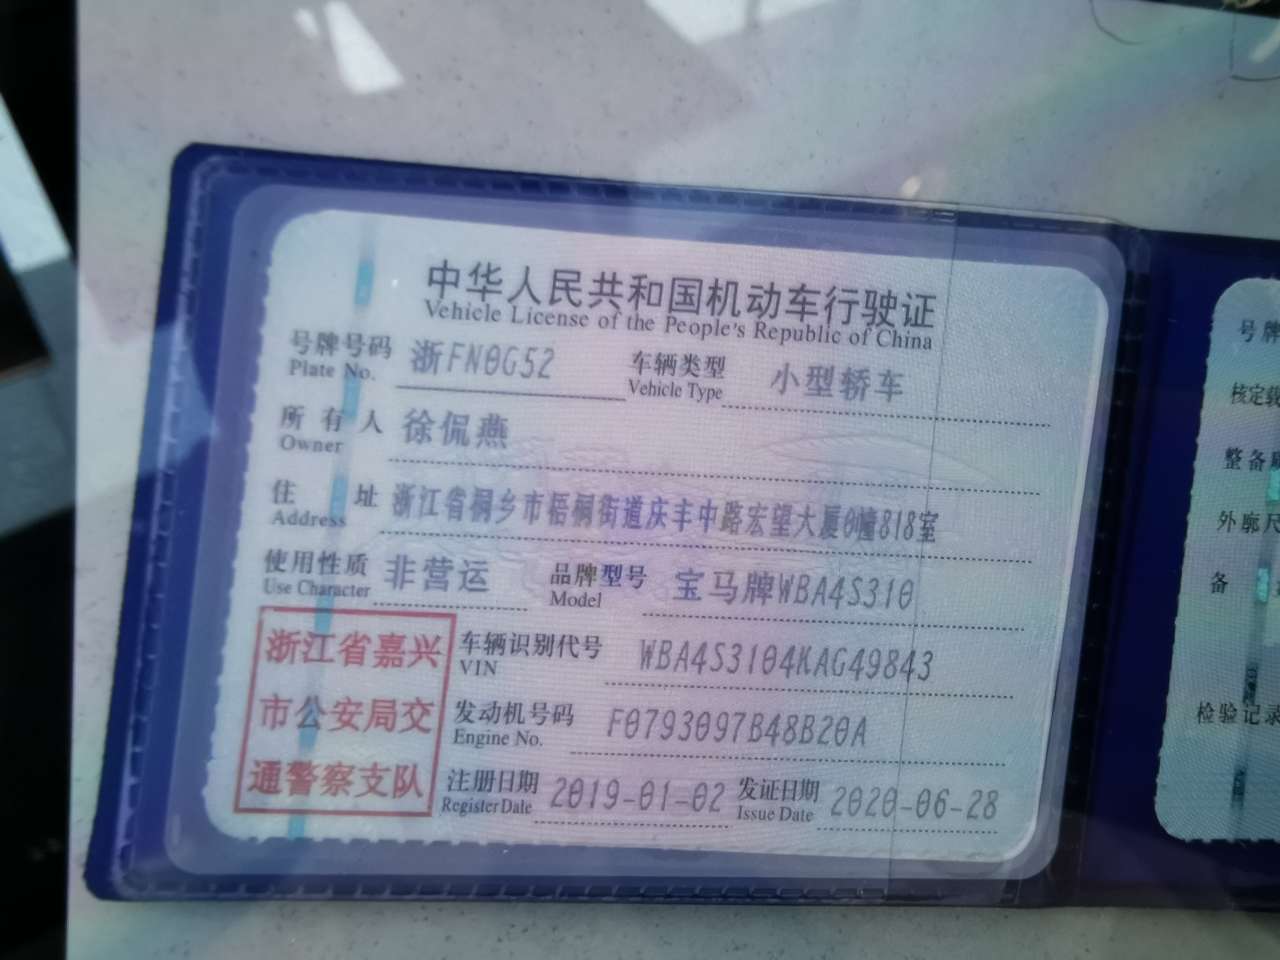 中华人民共和国机动车行驶证
Vehicle License of the People's Republic of China
号牌号码 浙FN0G52 车辆类型 小型轿车
Plate No. Vehicle Type
所有人 徐侃燕
Owner
住址 浙江省桐乡市梧桐街道庆丰中路宏望大厦0幢818室
Address
使用性质 非营运 品牌型号 宝马牌WBA4S310
Use Character Model
浙江省嘉兴
市公安局交
通警察支队
车辆识别代号 WBA4S3104KAG49843
VIN
发动机号码 F0793097B48B20A
Engine No.
注册日期 2019-01-02 发证日期 2020-06-28
Register Date Issue Date
号牌
核定载
整备
外廓尺
备
检验记录